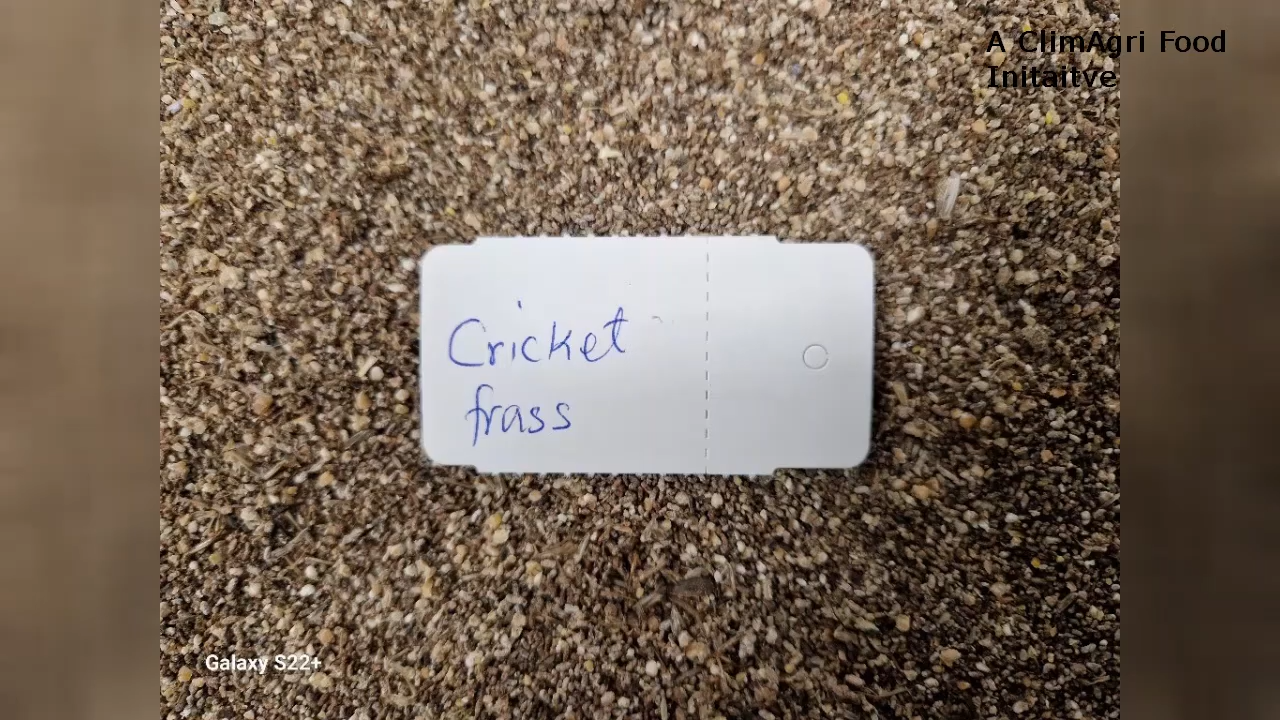 A ClimAgri Food
Initaitve
Cricket
frass
Galaxy S22+